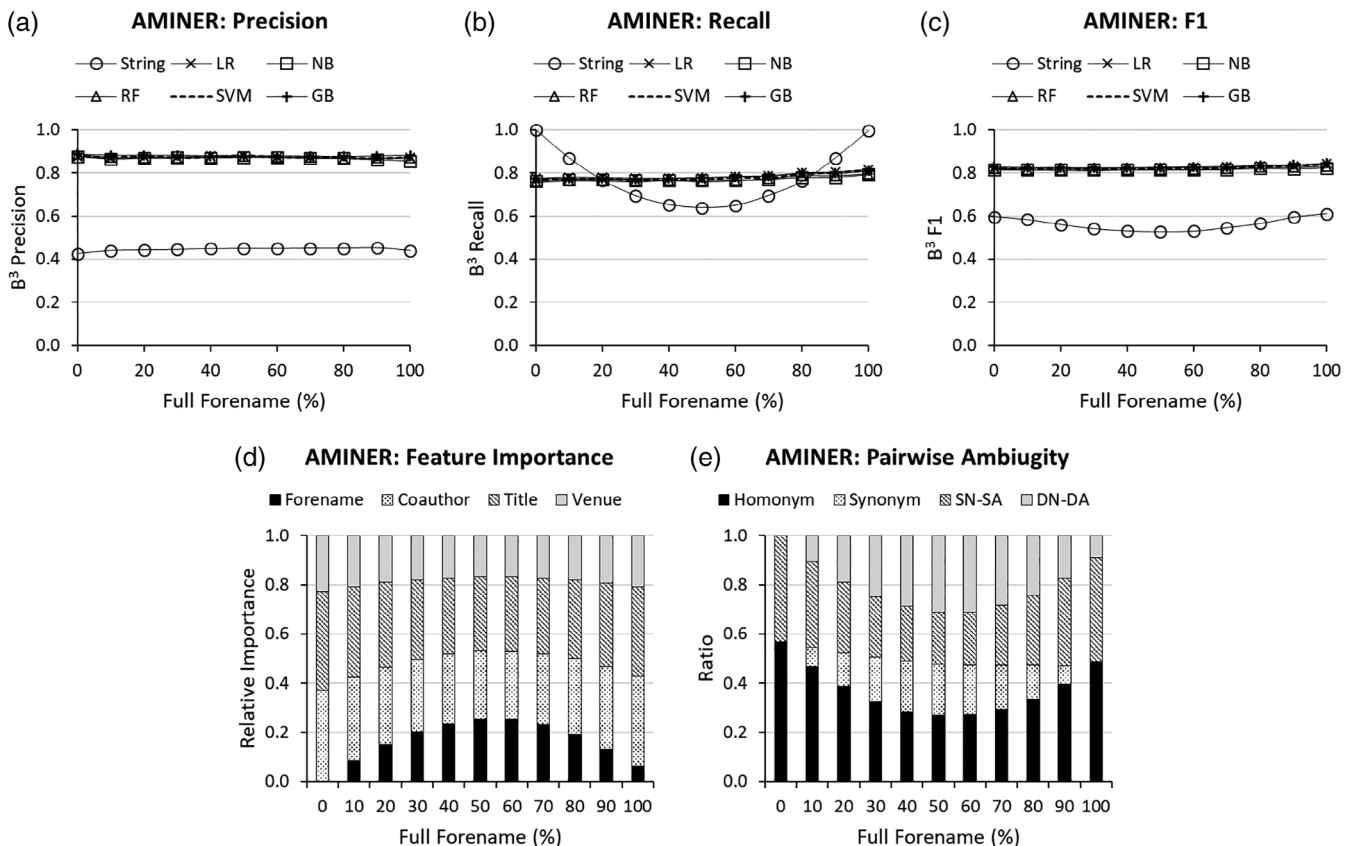 (a) AMINER: Precision
String LR NB
RF SVM GB
1.0
0.8
0.6
0.4
0.2
0.0
B³ Precision
0 20 40 60 80 100
Full Forename (%)
(b) AMINER: Recall
String LR NB
RF SVM GB
1.0
0.8
0.6
0.4
0.2
0.0
B³ Recall
0 20 40 60 80 100
Full Forename (%)
(c) AMINER: F1
String LR NB
RF SVM GB
1.0
0.8
0.6
0.4
0.2
0.0
B³ F1
0 20 40 60 80 100
Full Forename (%)
(d) AMINER: Feature Importance
Forename Coauthor Title Venue
1.0
0.8
0.6
0.4
0.2
0.0
Relative Importance
0 10 20 30 40 50 60 70 80 90 100
Full Forename (%)
(e) AMINER: Pairwise Ambiugity
Homonym Synonym SN-SA DN-DA
1.0
0.8
0.6
0.4
0.2
0.0
Ratio
0 10 20 30 40 50 60 70 80 90 100
Full Forename (%)